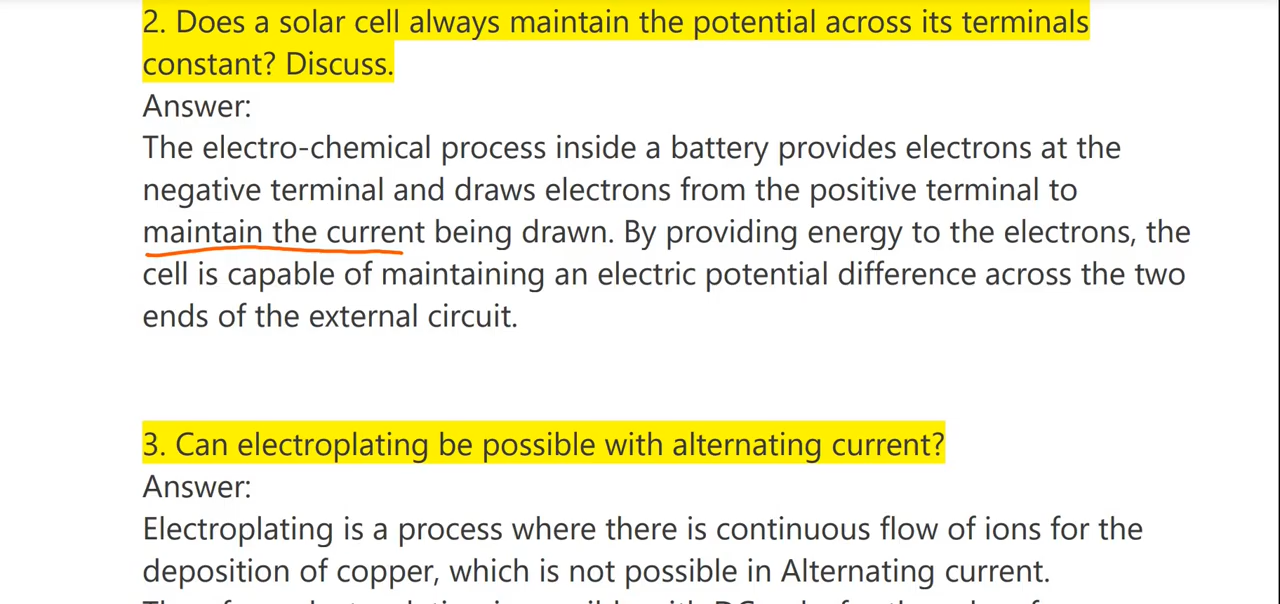 2. Does a solar cell always maintain the potential across its terminals
constant? Discuss.
Answer:
The electro-chemical process inside a battery provides electrons at the
negative terminal and draws electrons from the positive terminal to
maintain the current being drawn. By providing energy to the electrons, the
cell is capable of maintaining an electric potential difference across the two
ends of the external circuit.
3. Can electroplating be possible with alternating current?
Answer:
Electroplating is a process where there is continuous flow of ions for the
deposition of copper, which is not possible in Alternating current.